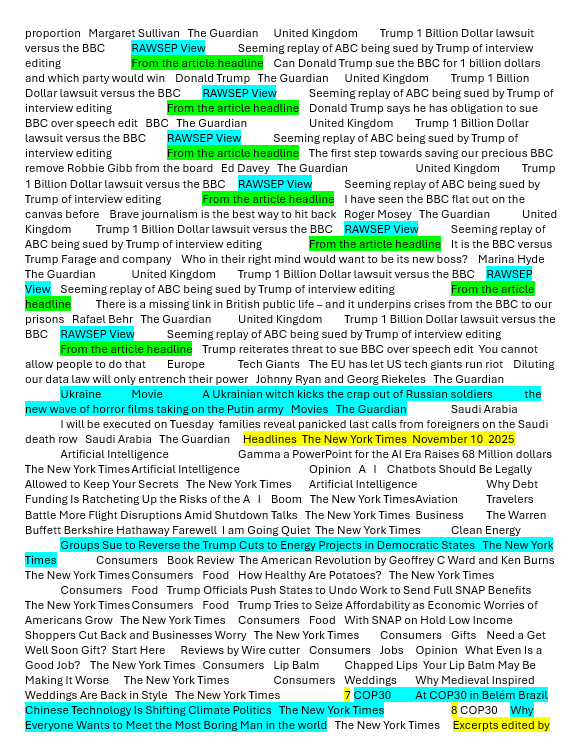 proportion Margaret Sullivan The Guardian United Kingdom Trump 1 Billion Dollar lawsuit
versus the BBC RAWSEP View Seeming replay of ABC being sued by Trump of interview
editing From the article headline Can Donald Trump sue the BBC for 1 billion dollars
and which party would win Donald Trump The Guardian United Kingdom Trump 1 Billion
Dollar lawsuit versus the BBC RAWSEP View Seeming replay of ABC being sued by Trump of
interview editing From the article headline Donald Trump says he has obligation to sue
BBC over speech edit BBC The Guardian United Kingdom Trump 1 Billion Dollar
lawsuit versus the BBC RAWSEP View Seeming replay of ABC being sued by Trump of
interview editing From the article headline The first step towards saving our precious BBC
remove Robbie Gibb from the board Ed Davey The Guardian United Kingdom Trump
1 Billion Dollar lawsuit versus the BBC RAWSEP View Seeming replay of ABC being sued by
Trump of interview editing From the article headline I have seen the BBC flat out on the
canvas before Brave journalism is the best way to hit back Roger Mosey The Guardian United
Kingdom Trump 1 Billion Dollar lawsuit versus the BBC RAWSEP View Seeming replay of
ABC being sued by Trump of interview editing From the article headline It is the BBC versus
Trump Farage and company Who in their right mind would want to be its new boss? Marina Hyde
The Guardian United Kingdom Trump 1 Billion Dollar lawsuit versus the BBC RAWSEP
View Seeming replay of ABC being sued by Trump of interview editing From the article
headline There is a missing link in British public life – and it underpins crises from the BBC to our
prisons Rafael Behr The Guardian United Kingdom Trump 1 Billion Dollar lawsuit versus the
BBC RAWSEP View Seeming replay of ABC being sued by Trump of interview editing
From the article headline Trump reiterates threat to sue BBC over speech edit You cannot
allow people to do that Europe Tech Giants The EU has let US tech giants run riot Diluting
our data law will only entrench their power Johnny Ryan and Georg Riekeles The Guardian
Ukraine Movie A Ukrainian witch kicks the crap out of Russian soldiers the
new wave of horror films taking on the Putin army Movies The Guardian Saudi Arabia
I will be executed on Tuesday families reveal panicked last calls from foreigners on the Saudi
death row Saudi Arabia The Guardian Headlines The New York Times November 10 2025
Artificial Intelligence Gamma a PowerPoint for the AI Era Raises 68 Million dollars
The New York Times Artificial Intelligence Opinion A I Chatbots Should Be Legally
Allowed to Keep Your Secrets The New York Times Artificial Intelligence Why Debt
Funding Is Ratcheting Up the Risks of the A I Boom The New York TimesAviation Travelers
Battle More Flight Disruptions Amid Shutdown Talks The New York Times Business The Warren
Buffett Berkshire Hathaway Farewell I am Going Quiet The New York Times Clean Energy
Groups Sue to Reverse the Trump Cuts to Energy Projects in Democratic States The New York
Times Consumers Book Review The American Revolution by Geoffrey C Ward and Ken Burns
The New York Times Consumers Food How Healthy Are Potatoes? The New York Times
Consumers Food Trump Officials Push States to Undo Work to Send Full SNAP Benefits
The New York Times Consumers Food Trump Tries to Seize Affordability as Economic Worries of
Americans Grow The New York Times Consumers Food With SNAP on Hold Low Income
Shoppers Cut Back and Businesses Worry The New York Times Consumers Gifts Need a Get
Well Soon Gift? Start Here Reviews by Wire cutter Consumers Jobs Opinion What Even Is a
Good Job? The New York Times Consumers Lip Balm Chapped Lips Your Lip Balm May Be
Making It Worse The New York Times Consumers Weddings Why Medieval Inspired
Weddings Are Back in Style The New York Times 7 COP30 At COP30 in Belém Brazil
Chinese Technology Is Shifting Climate Politics The New York Times 8 COP30 Why
Everyone Wants to Meet the Most Boring Man in the world The New York Times Excerpts edited by